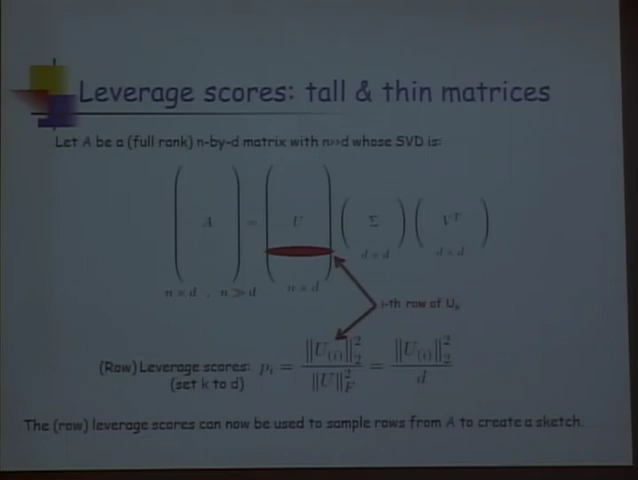 Leverage scores: tall & thin matrices
Let A be a (full rank) n-by-d matrix with n>>d whose SVD is:
A = U Σ V^T
d × d d × d
n × d , n ≫ d n × d
i-th row of U
(Row) Leverage scores: p_i = ‖U_(i)‖_2^2 / ‖U‖_F^2 = ‖U_(i)‖_2^2 / d
(set k to d)
The (row) leverage scores can now be used to sample rows from A to create a sketch.